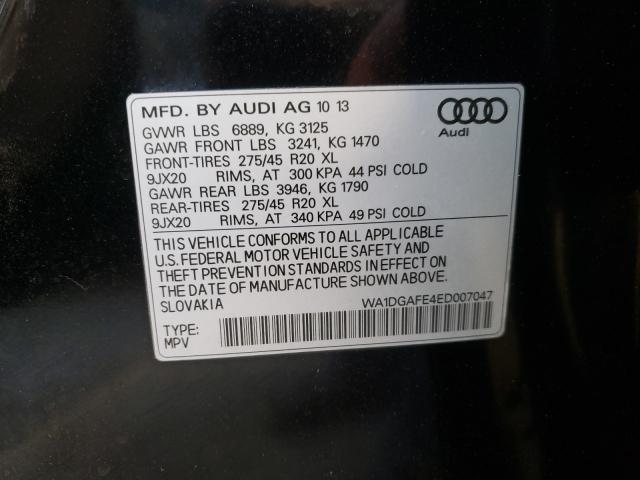 MFD. BY AUDI AG 10 13
GVWR LBS 6889, KG 3125
GAWR FRONT LBS 3241, KG 1470
FRONT-TIRES 275/45 R20 XL
9JX20 RIMS, AT 300 KPA 44 PSI COLD
GAWR REAR LBS 3946, KG 1790
REAR-TIRES 275/45 R20 XL
9JX20 RIMS, AT 340 KPA 49 PSI COLD
Audi
THIS VEHICLE CONFORMS TO ALL APPLICABLE
U.S. FEDERAL MOTOR VEHICLE SAFETY AND
THEFT PREVENTION STANDARDS IN EFFECT ON
THE DATE OF MANUFACTURE SHOWN ABOVE.
SLOVAKIA
WA1DGAFE4ED007047
TYPE:
MPV